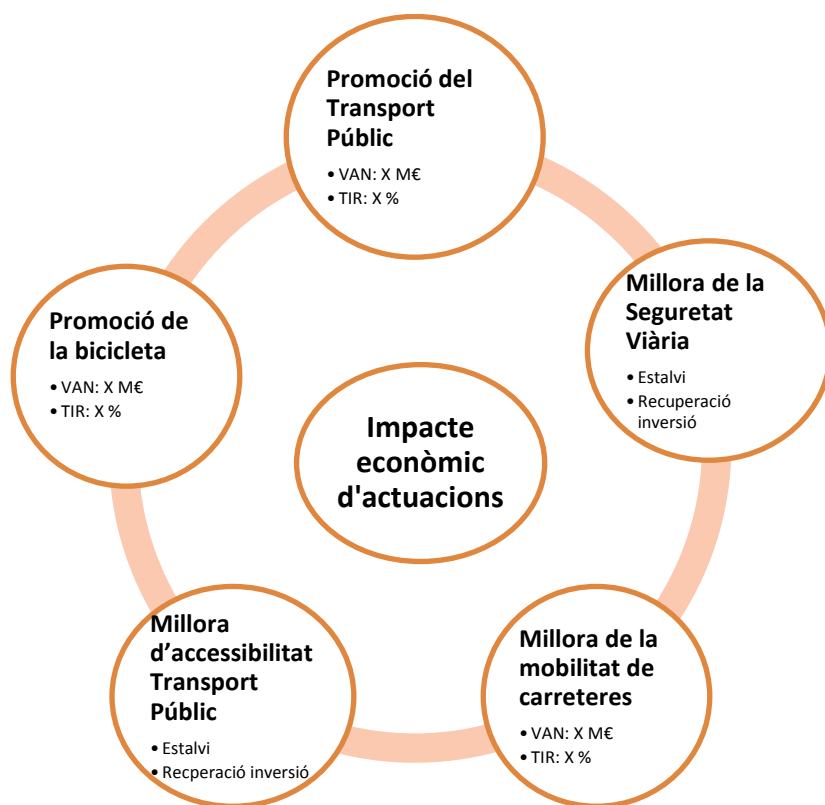 Promoció del
Transport
Públic
• VAN: X M€
• TIR: X %
Millora de la
Seguretat
Viària
• Estalvi
• Recuperació
inversió
Millora de la
mobilitat de
carreteres
• VAN: X M€
• TIR: X %
Millora
d’accessibilitat
Transport
Públic
• Estalvi
• Recperació inversió
Promoció de
la bicicleta
• VAN: X M€
• TIR: X %
Impacte
econòmic
d'actuacions